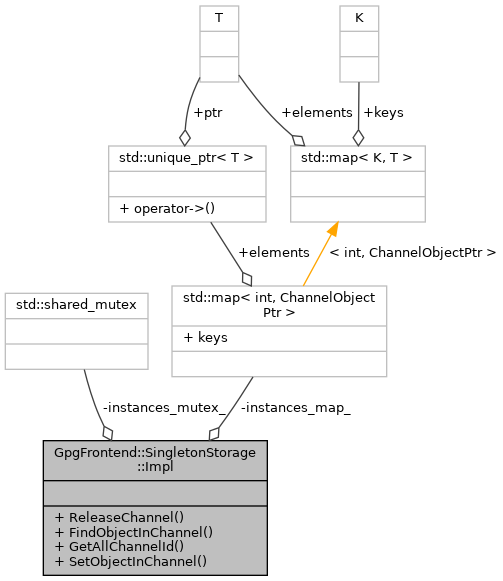 T
K
+ptr
+elements
+keys
std::unique_ptr< T >
+ operator->()
std::map< K, T >
+elements
< int, ChannelObjectPtr >
std::shared_mutex
std::map< int, ChannelObject
Ptr >
+ keys
-instances_mutex_
-instances_map_
GpgFrontend::SingletonStorage
::Impl
+ ReleaseChannel()
+ FindObjectInChannel()
+ GetAllChannelId()
+ SetObjectInChannel()